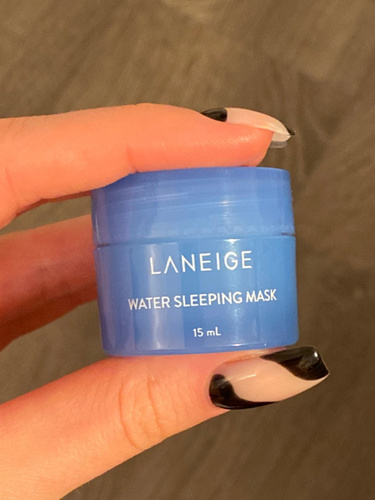 LANEIGE
WATER SLEEPING MASK
15 mL